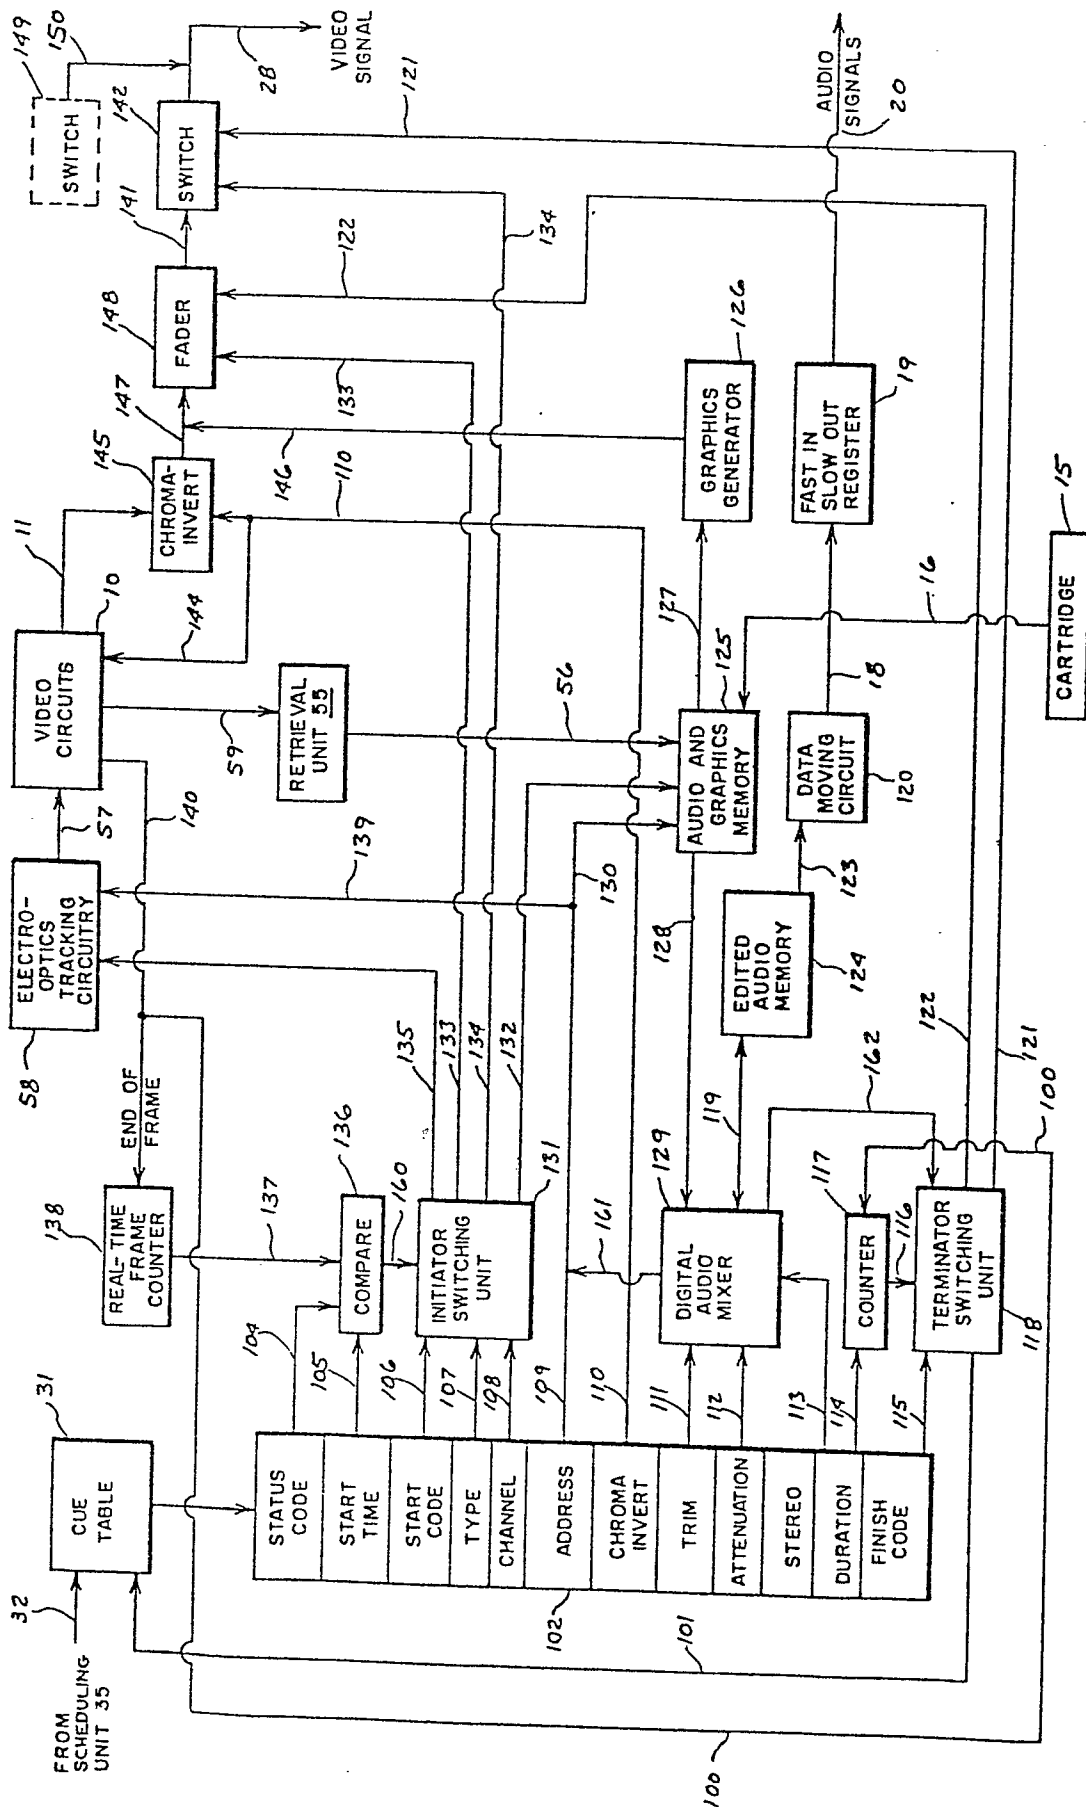 FROM
SCHEDULING
UNIT 35
32
CUE
TABLE
31
STATUS
CODE
START
TIME
START
CODE
TYPE
CHANNEL
ADDRESS
CHROMA
INVERT
TRIM
ATTENUATION
STEREO
DURATION
FINISH
CODE
102
101
100
104
105
106
107
108
109
110
111
112
113
114
115
REAL-TIME
FRAME
COUNTER
138
END OF
FRAME
137
COMPARE
136
160
INITIATOR
SWITCHING
UNIT
131
135
133
134
132
161
DIGITAL
AUDIO
MIXER
129
COUNTER
117
116
TERMINATOR
SWITCHING
UNIT
118
162
100
122
121
119
EDITED
AUDIO
MEMORY
124
123
DATA
MOVING
CIRCUIT
120
18
128
130
139
AUDIO AND
GRAPHICS
MEMORY
125
127
16
CARTRIDGE
15
ELECTRO-
OPTICS
TRACKING
CIRCUITRY
58
57
140
VIDEO
CIRCUITS
10
11
144
59
RETRIEVAL
UNIT 55
56
CHROMA-
INVERT
145
147
146
110
GRAPHICS
GENERATOR
126
FAST IN
SLOW OUT
REGISTER
19
FADER
148
133
122
141
134
SWITCH
142
SWITCH
149
150
28
VIDEO
SIGNAL
121
AUDIO
SIGNALS
20